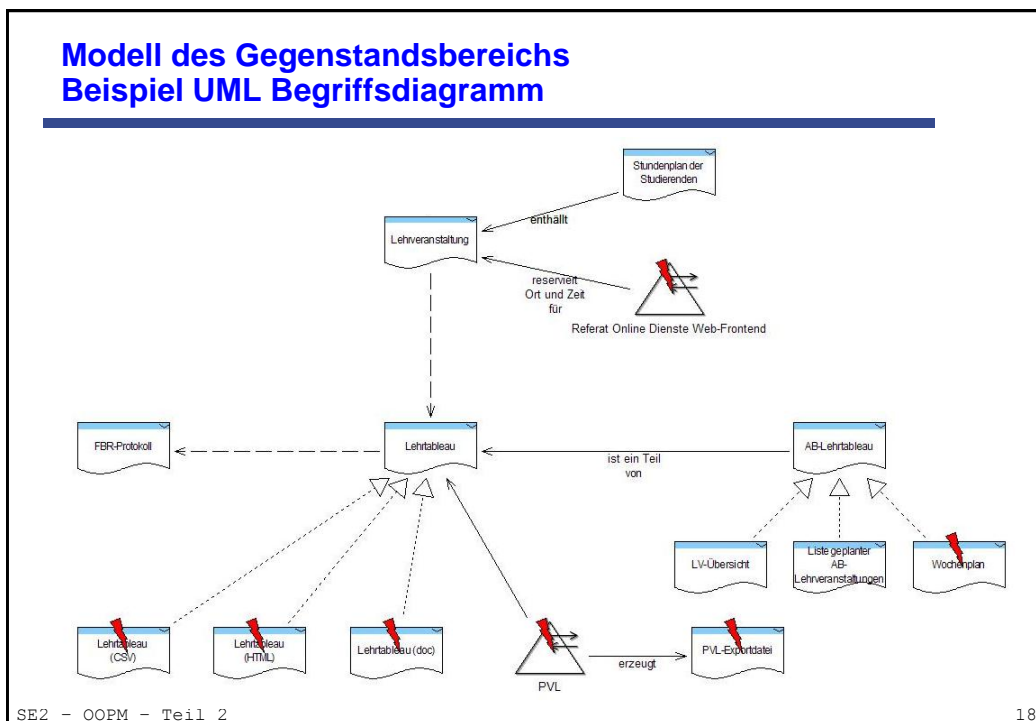 Modell des Gegenstandsbereichs
Beispiel UML Begriffsdiagramm
Stundenplan der
Studierenden
enthällt
Lehrveranstaltung
reserviert
Ort und Zeit
für
Referat Online Dienste Web-Frontend
FBR-Protokoll
Lehrtableau
ist ein Teil
von
AB-Lehrtableau
LV-Übersicht
Liste geplanter
AB-
Lehrveranstaltungen
Wochenplan
Lehrtableau
(CSV)
Lehrtableau
(HTML)
Lehrtableau (doc)
PVL
erzeugt
PVL-Exportdatei
SE2 - OOPM - Teil 2
18